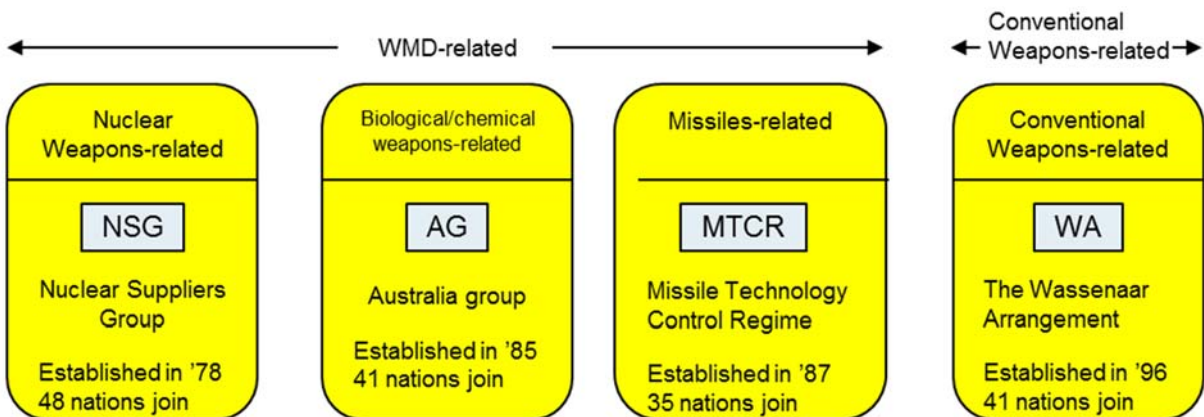 WMD-related
Conventional
Weapons-related
Nuclear
Weapons-related
NSG
Nuclear Suppliers
Group
Established in ’78
48 nations join
Biological/chemical
weapons-related
AG
Australia group
Established in ’85
41 nations join
Missiles-related
MTCR
Missile Technology
Control Regime
Established in ’87
35 nations join
Conventional
Weapons-related
WA
The Wassenaar
Arrangement
Established in ’96
41 nations join